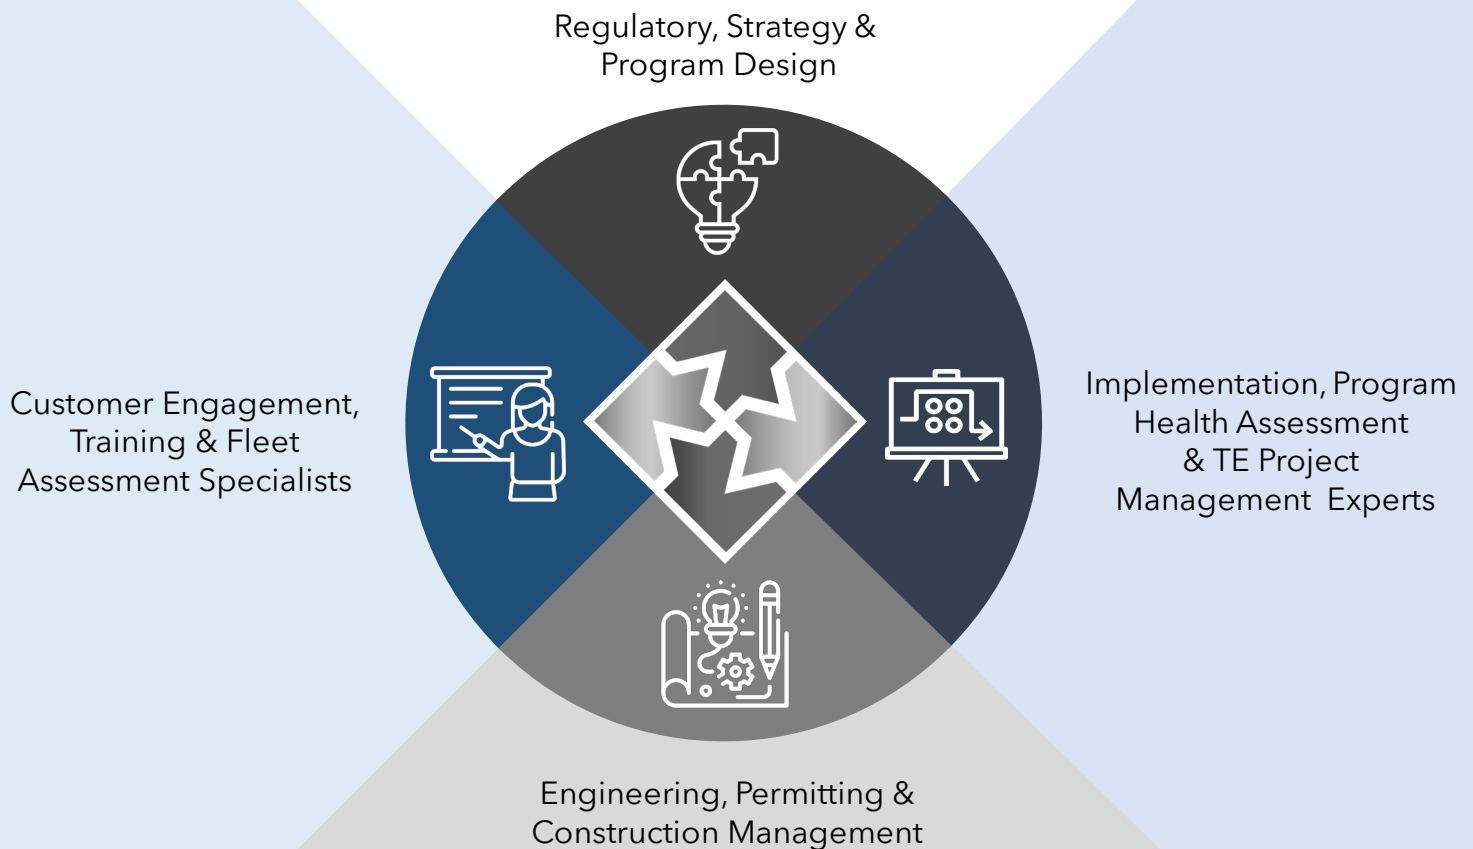 Regulatory, Strategy &
Program Design
Customer Engagement,
Training & Fleet
Assessment Specialists
Implementation, Program
Health Assessment
& TE Project
Management  Experts
Engineering, Permitting &
Construction Management